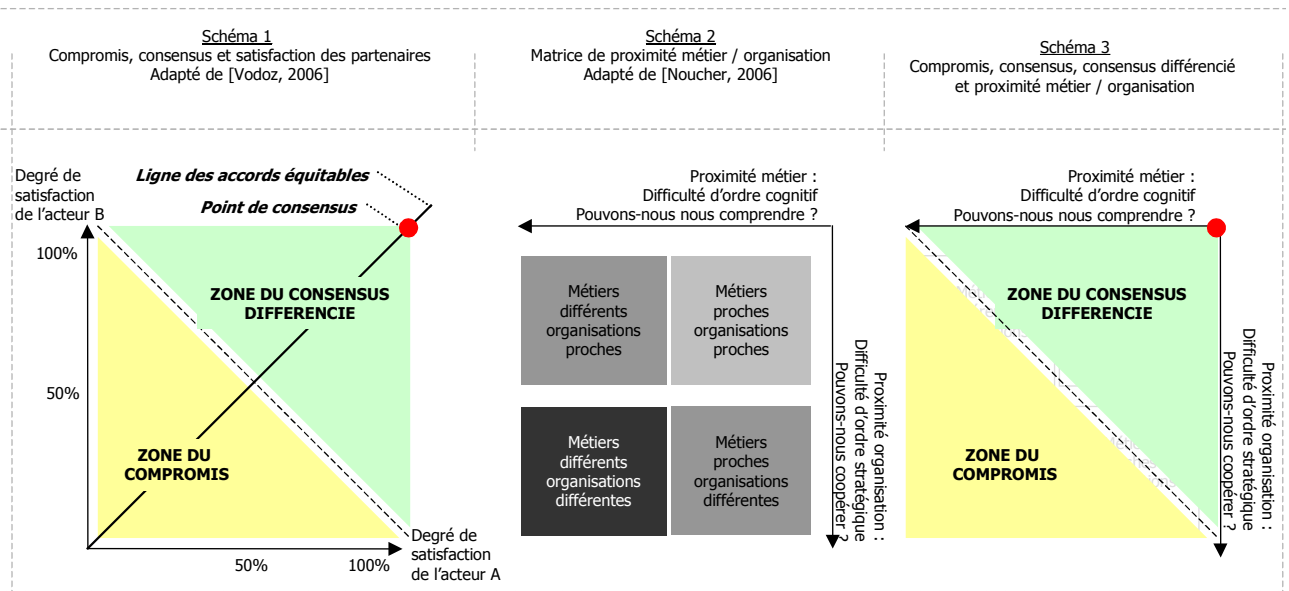 Schéma 1
Compromis, consensus et satisfaction des partenaires
Adapté de [Vodoz, 2006]
Schéma 2
Matrice de proximité métier / organisation
Adapté de [Noucher, 2006]
Schéma 3
Compromis, consensus, consensus différencié
et proximité métier / organisation
Degré de
satisfaction
de l'acteur B
Ligne des accords équitables
Point de consensus
100%
50%
ZONE DU CONSENSUS
DIFFERENCIE
ZONE DU
COMPROMIS
50%
100%
Degré de
satisfaction
de l'acteur A
Proximité métier :
Difficulté d'ordre cognitif
Pouvons-nous nous comprendre ?
Métiers
différents
organisations
proches
Métiers
proches
organisations
proches
Métiers
différents
organisations
différentes
Métiers
proches
organisations
différentes
Proximité organisation :
Difficulté d'ordre stratégique
Pouvons-nous coopérer ?
Proximité métier :
Difficulté d'ordre cognitif
Pouvons-nous nous comprendre ?
ZONE DU CONSENSUS
DIFFERENCIE
ZONE DU
COMPROMIS
Proximité organisation :
Difficulté d'ordre stratégique
Pouvons-nous coopérer ?